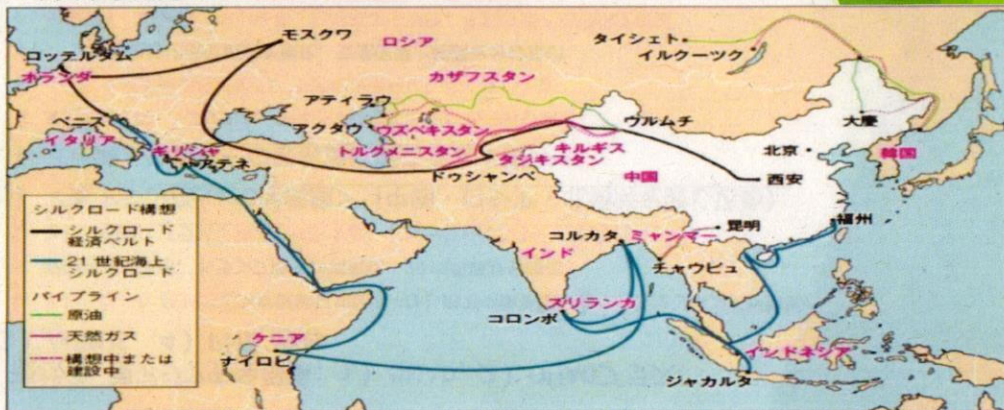 モスクワ
ロシア
タイシェト
イルクーツク
ロッテルダム
オランダ
カザフスタン
アティラウ
ベニス
アクタウ
ウズベキスタン
ウルムチ
大慶
イタリア
ギリシャ
アテネ
トルクメニスタン
キルギス
タジキスタン
北京
韓国
ドゥシャンベ
中国
西安
シルクロード構想
シルクロード
経済ベルト
21世紀海上
シルクロード
パイプライン
原油
天然ガス
構想中または
建設中
コルカタ
ミャンマー
昆明
福州
インド
チャウピュ
スリランカ
コロンボ
ケニア
ナイロビ
インドネシア
ジャカルタ